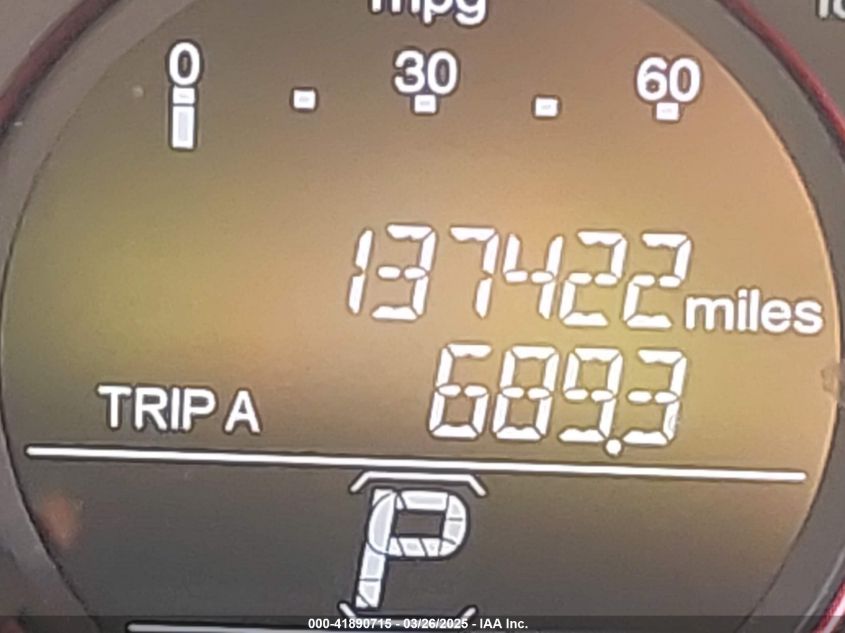 mpg
0 30 60
137422 miles
TRIP A 689.3
P
000-41890715 - 03/26/2025 - IAA Inc.